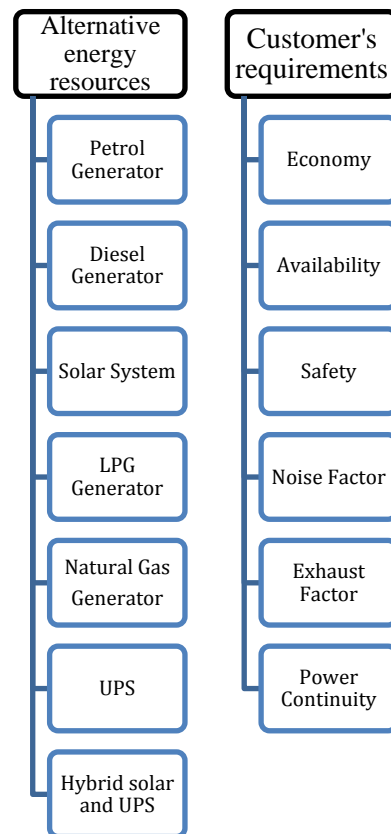 Alternative
energy
resources
Petrol
Generator
Diesel
Generator
Solar System
LPG
Generator
Natural Gas
Generator
UPS
Hybrid solar
and UPS
Customer's
requirements
Economy
Availability
Safety
Noise Factor
Exhaust
Factor
Power
Continuity